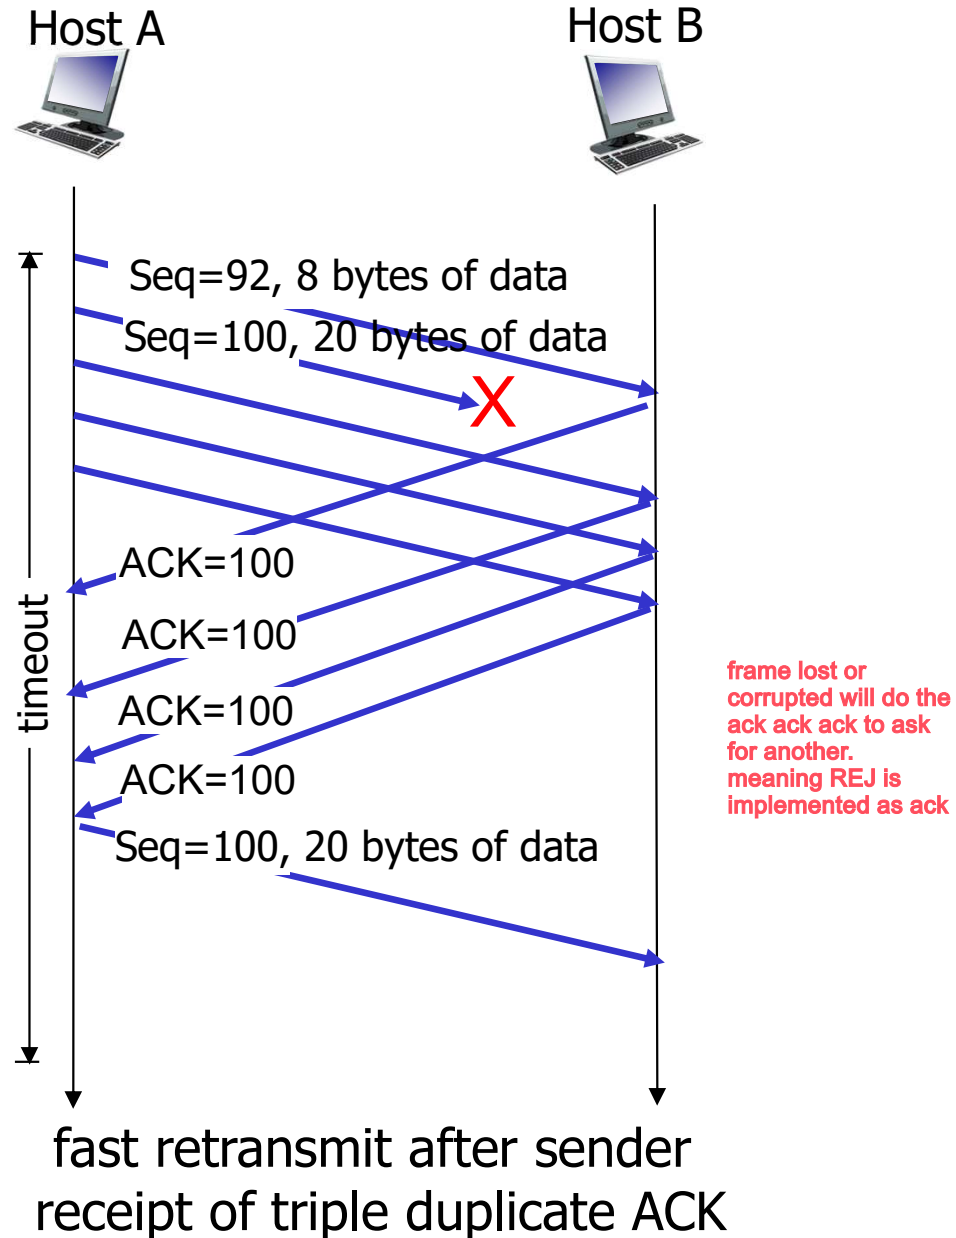 Host A
Host B
Seq=92, 8 bytes of data
Seq=100, 20 bytes of data
X
timeout
ACK=100
ACK=100
ACK=100
ACK=100
Seq=100, 20 bytes of data
frame lost or
corrupted will do the
ack ack ack to ask
for another.
meaning REJ is
implemented as ack
fast retransmit after sender
receipt of triple duplicate ACK